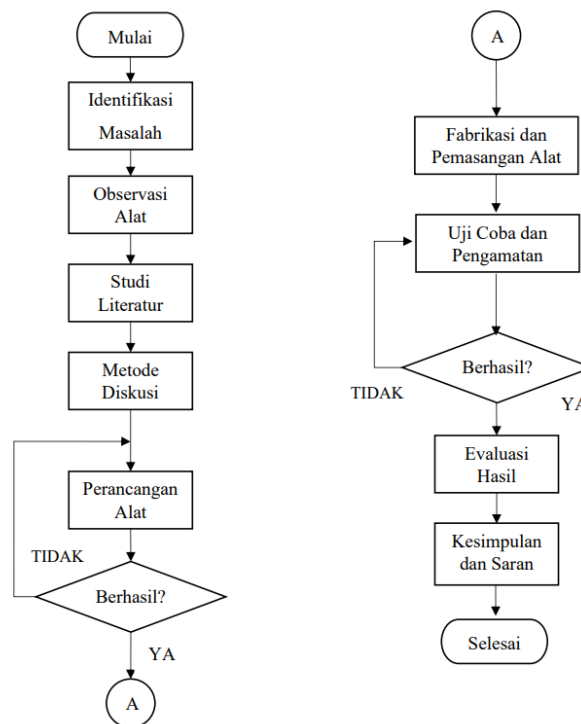 Mulai
Identifikasi
Masalah
Observasi
Alat
Studi
Literatur
Metode
Diskusi
Perancangan
Alat
TIDAK
Berhasil?
YA
A
A
Fabrikasi dan
Pemasangan Alat
Uji Coba dan
Pengamatan
Berhasil?
TIDAK
YA
Evaluasi
Hasil
Kesimpulan
dan Saran
Selesai